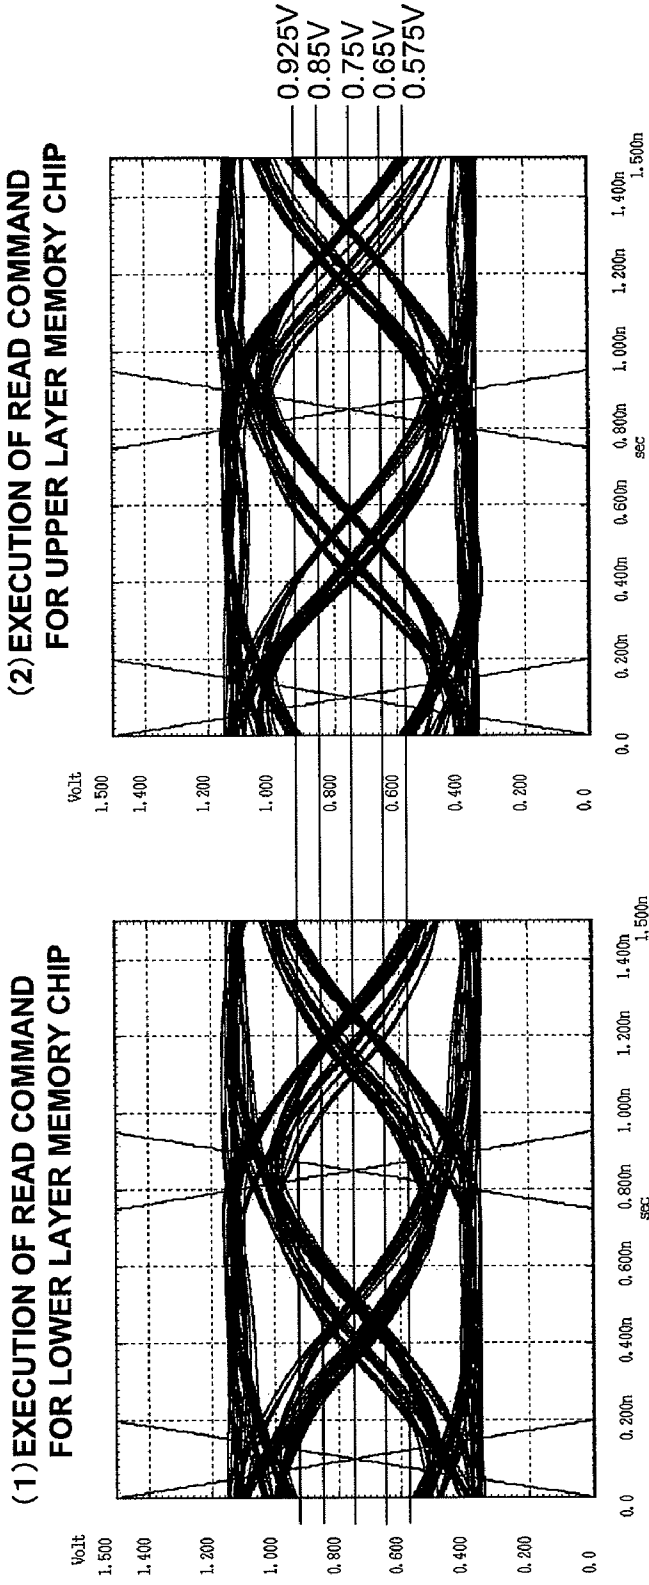 (1) EXECUTION OF READ COMMAND
FOR LOWER LAYER MEMORY CHIP
Volt
1.500
1.400
1.200
1.000
0.800
0.600
0.400
0.200
0.0
0.0
0.200n
0.400n
0.600n
0.800n
1.000n
1.200n
1.400n
1.500n
sec
(2) EXECUTION OF READ COMMAND
FOR UPPER LAYER MEMORY CHIP
Volt
1.500
1.400
1.200
1.000
0.800
0.600
0.400
0.200
0.0
0.0
0.200n
0.400n
0.600n
0.800n
1.000n
1.200n
1.400n
1.500n
sec
0.925V
0.85V
0.75V
0.65V
0.575V